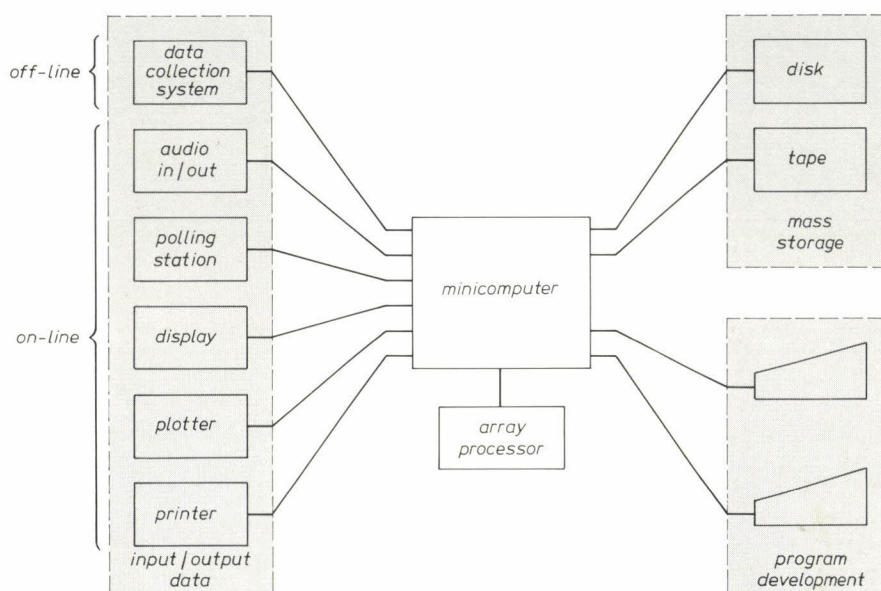 off-line
data
collection
system
on-line
audio
in/out
polling
station
display
plotter
printer
input/output
data
minicomputer
array
processor
disk
tape
mass
storage
program
development